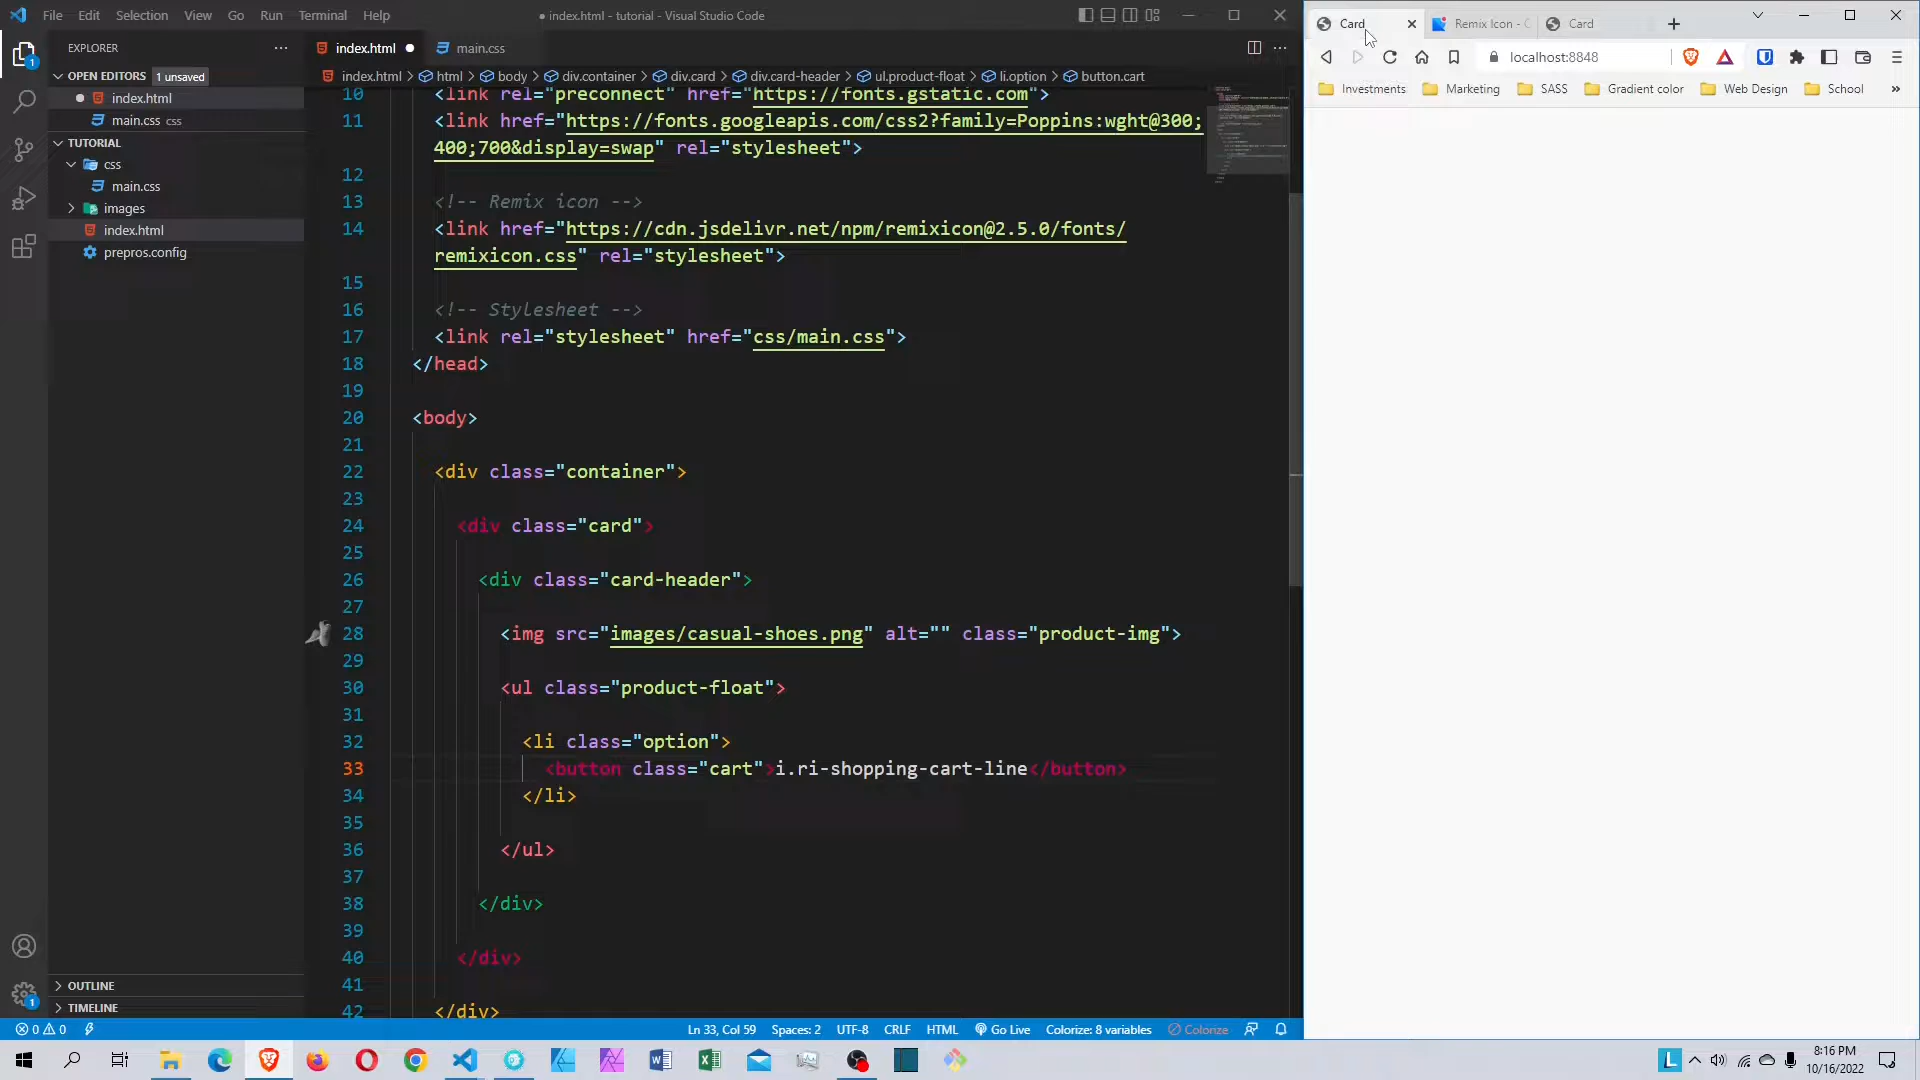 File Edit Selection View Go Run Terminal Help
● index.html - tutorial - Visual Studio Code
EXPLORER
OPEN EDITORS 1 unsaved
index.html
main.css css
TUTORIAL
css
main.css
images
index.html
prepros.config
OUTLINE
TIMELINE
index.html
main.css
index.html > html > body > div.container > div.card > div.card-header > ul.product-float > li.option > button.cart
10 <link rel="preconnect" href="https://fonts.gstatic.com">
11 <link href="https://fonts.googleapis.com/css2?family=Poppins:wght@300;
400;700&display=swap" rel="stylesheet">
12
13 <!-- Remix icon -->
14 <link href="https://cdn.jsdelivr.net/npm/remixicon@2.5.0/fonts/
remixicon.css" rel="stylesheet">
15
16 <!-- Stylesheet -->
17 <link rel="stylesheet" href="css/main.css">
18 </head>
19
20 <body>
21
22 <div class="container">
23
24 <div class="card">
25
26 <div class="card-header">
27
28 <img src="images/casual-shoes.png" alt="" class="product-img">
29
30 <ul class="product-float">
31
32 <li class="option">
33 <button class="cart">i.ri-shopping-cart-line</button>
34 </li>
35
36 </ul>
37
38 </div>
39
40 </div>
41
42 </div>
0 0
Ln 33, Col 59 Spaces: 2 UTF-8 CRLF HTML Go Live Colorize: 8 variables Colorize
Card
Remix Icon - 
Card
localhost:8848
Investments Marketing SASS Gradient color Web Design School
8:16 PM
10/16/2022